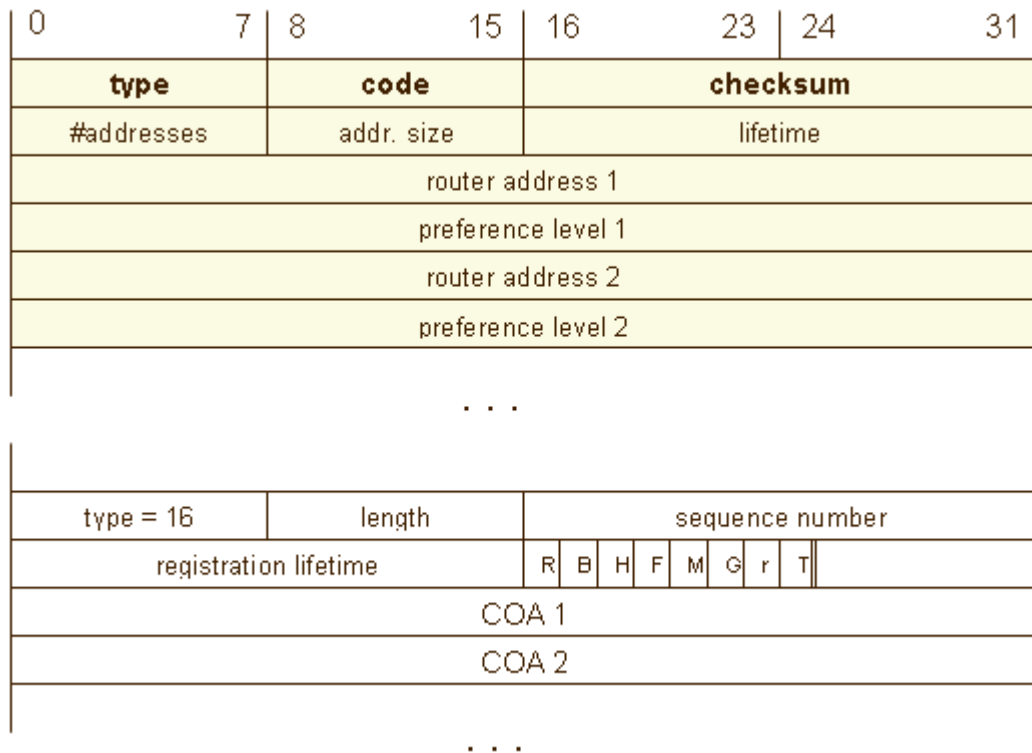 0 7 8 15 16 23 24 31
type code checksum
#addresses addr. size lifetime
router address 1
preference level 1
router address 2
preference level 2
. . .
type = 16 length sequence number
registration lifetime R B H F M G r T
COA 1
COA 2
. . .